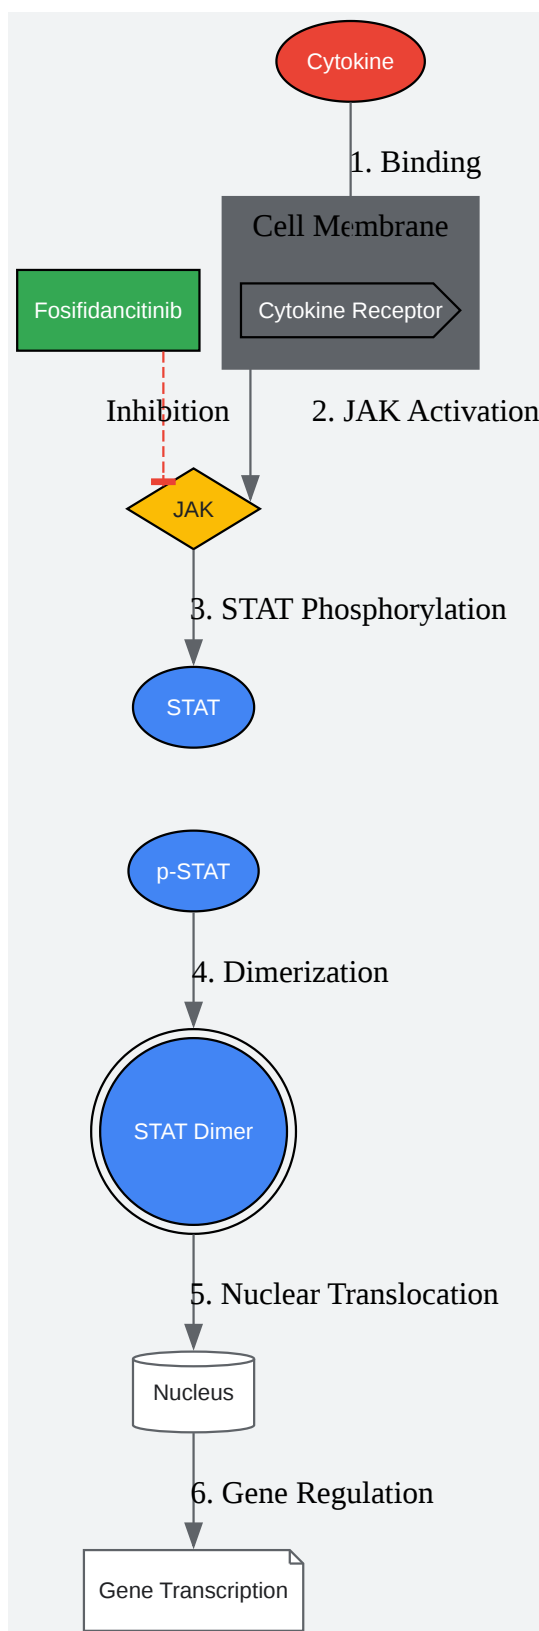 Cytokine
1. Binding
Cell Membrane
Fosifidancitinib
Cytokine Receptor
Inhibition
2. JAK Activation
JAK
3. STAT Phosphorylation
STAT
p-STAT
4. Dimerization
STAT Dimer
5. Nuclear Translocation
Nucleus
6. Gene Regulation
Gene Transcription